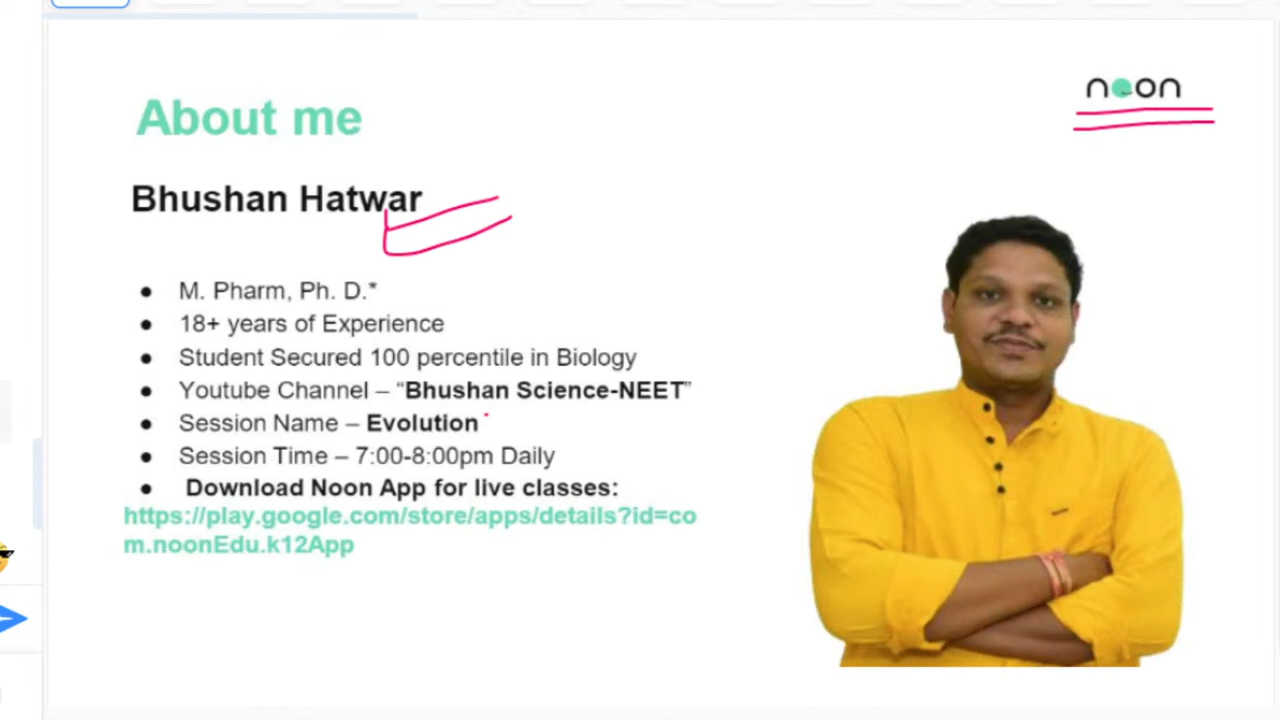 noon
About me
Bhushan Hatwar
● M. Pharm, Ph. D.*
● 18+ years of Experience
● Student Secured 100 percentile in Biology
● Youtube Channel – “Bhushan Science-NEET”
● Session Name – Evolution
● Session Time – 7:00-8:00pm Daily
● Download Noon App for live classes:
https://play.google.com/store/apps/details?id=co
m.noonEdu.k12App